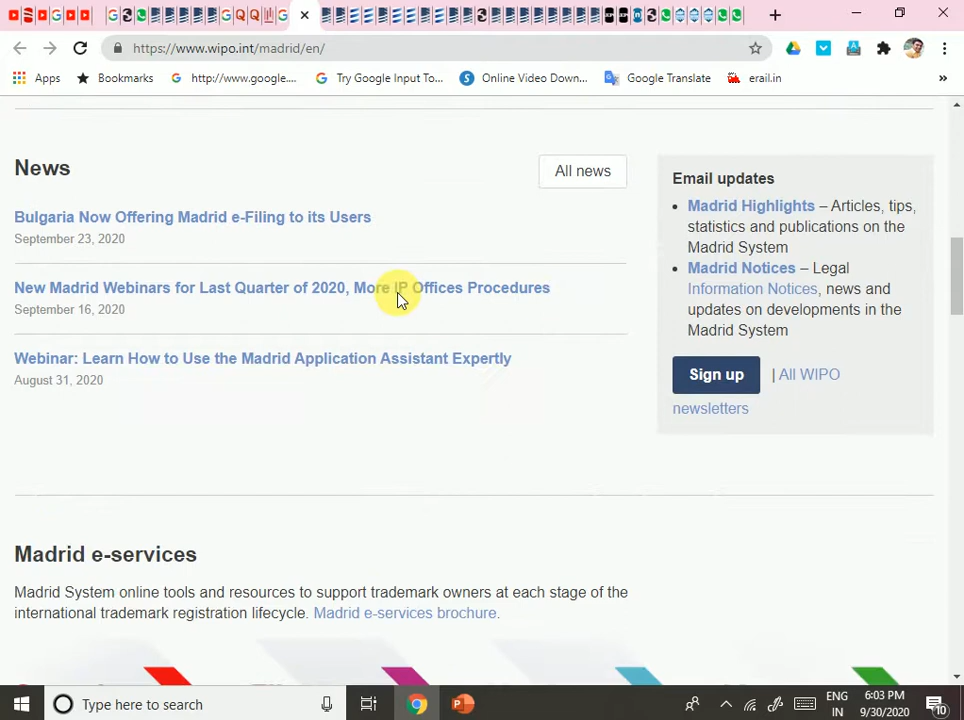 https://www.wipo.int/madrid/en/
Apps
Bookmarks
http://www.google....
Try Google Input To...
Online Video Down...
Google Translate
erail.in
»
News
All news
Bulgaria Now Offering Madrid e-Filing to its Users
September 23, 2020
New Madrid Webinars for Last Quarter of 2020, More IP Offices Procedures
September 16, 2020
Webinar: Learn How to Use the Madrid Application Assistant Expertly
August 31, 2020
Email updates
• Madrid Highlights – Articles, tips,
statistics and publications on the
Madrid System
• Madrid Notices – Legal
Information Notices, news and
updates on developments in the
Madrid System
Sign up | All WIPO
newsletters
Madrid e-services
Madrid System online tools and resources to support trademark owners at each stage of the
international trademark registration lifecycle. Madrid e-services brochure.
Type here to search
ENG
IN
6:03 PM
9/30/2020
10